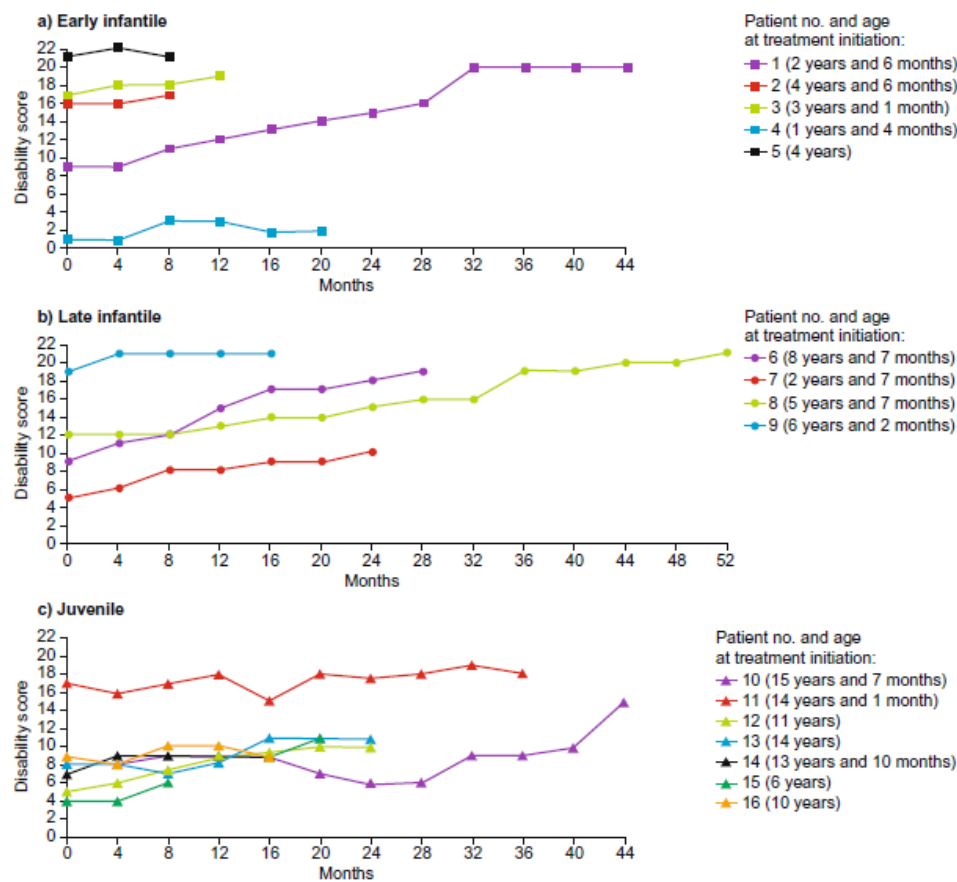 a) Early infantile
Patient no. and age
at treatment initiation:
1 (2 years and 6 months)
2 (4 years and 6 months)
3 (3 years and 1 month)
4 (1 years and 4 months)
5 (4 years)
Disability score
22
20
18
16
14
12
10
8
6
4
2
0
0 4 8 12 16 20 24 28 32 36 40 44
Months
b) Late infantile
Patient no. and age
at treatment initiation:
6 (8 years and 7 months)
7 (2 years and 7 months)
8 (5 years and 7 months)
9 (6 years and 2 months)
Disability score
22
20
18
16
14
12
10
8
6
4
2
0
0 4 8 12 16 20 24 28 32 36 40 44 48 52
Months
c) Juvenile
Patient no. and age
at treatment initiation:
10 (15 years and 7 months)
11 (14 years and 1 month)
12 (11 years)
13 (14 years)
14 (13 years and 10 months)
15 (6 years)
16 (10 years)
Disability score
22
20
18
16
14
12
10
8
6
4
2
0
0 4 8 12 16 20 24 28 32 36 40 44
Months